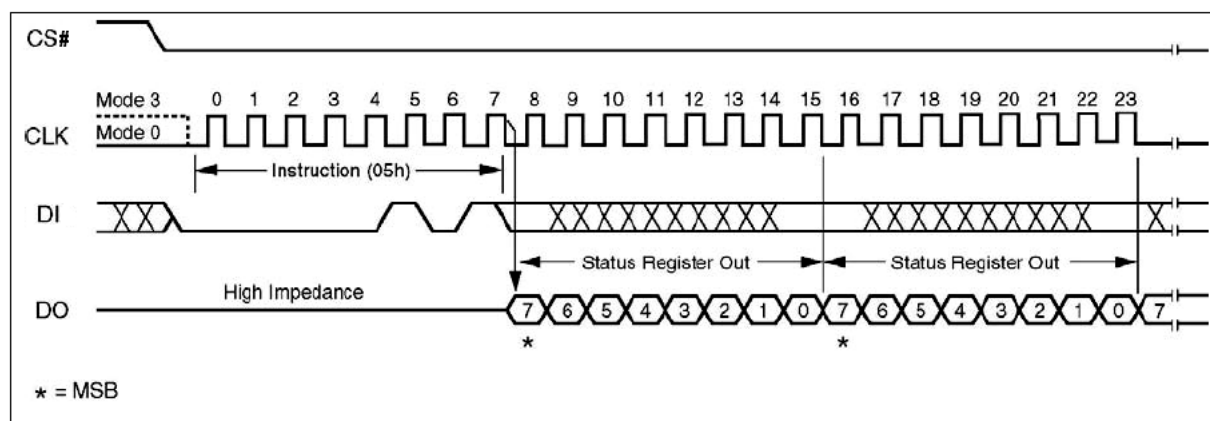 CS#
Mode 3 0 1 2 3 4 5 6 7 8 9 10 11 12 13 14 15 16 17 18 19 20 21 22 23
CLK Mode 0
Instruction (05h)
DI
Status Register Out Status Register Out
High Impedance
DO 7 6 5 4 3 2 1 0 7 6 5 4 3 2 1 0 7
* *
* = MSB